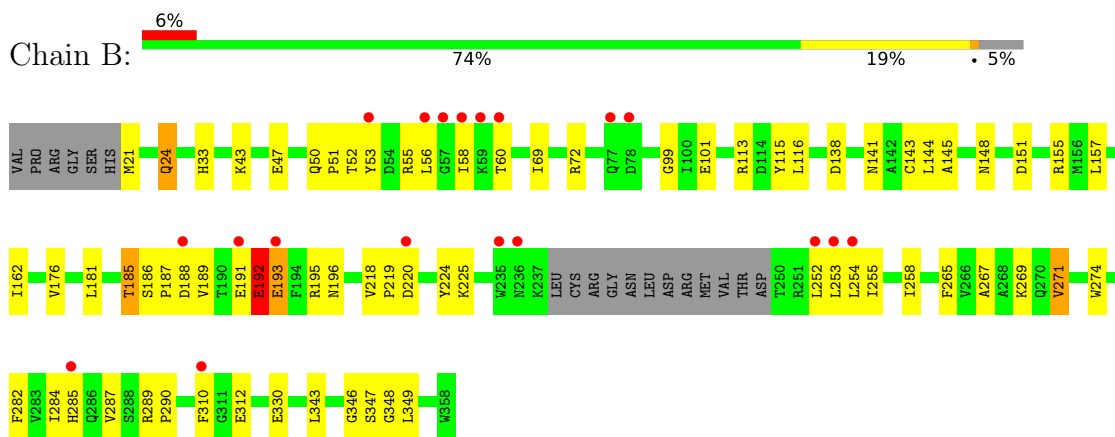 6%
Chain B:
74% 19% • 5%
VAL PRO ARG GLY SER HIS M21 Q24 H33 K43 E47 Q50 P51 T52 Y53 D54 R55 L56 G57 I58 K59 T60 I69 R72 Q77 D78 G99 I100 E101 R113 D114 Y115 L116 D138 N141 A142 C143 L144 A145 N148 D151 R155 M156 L157
I162 V176 L181 T185 S186 P187 D188 V189 T190 E191 E192 E193 F194 R195 N196 V218 P219 D220 Y224 K225 W235 N236 K237 LEU CYS ARG GLY ASN LEU ASP ARG MET VAL THR ASP T250 R251 L252 L253 L254 I255 I258 F265 V266 A267 A268 K269 Q270 V271 W274
F282 V283 I284 H285 Q286 V287 S288 R289 P290 F310 G311 E312 E330 L343 G346 S347 G348 L349 W358